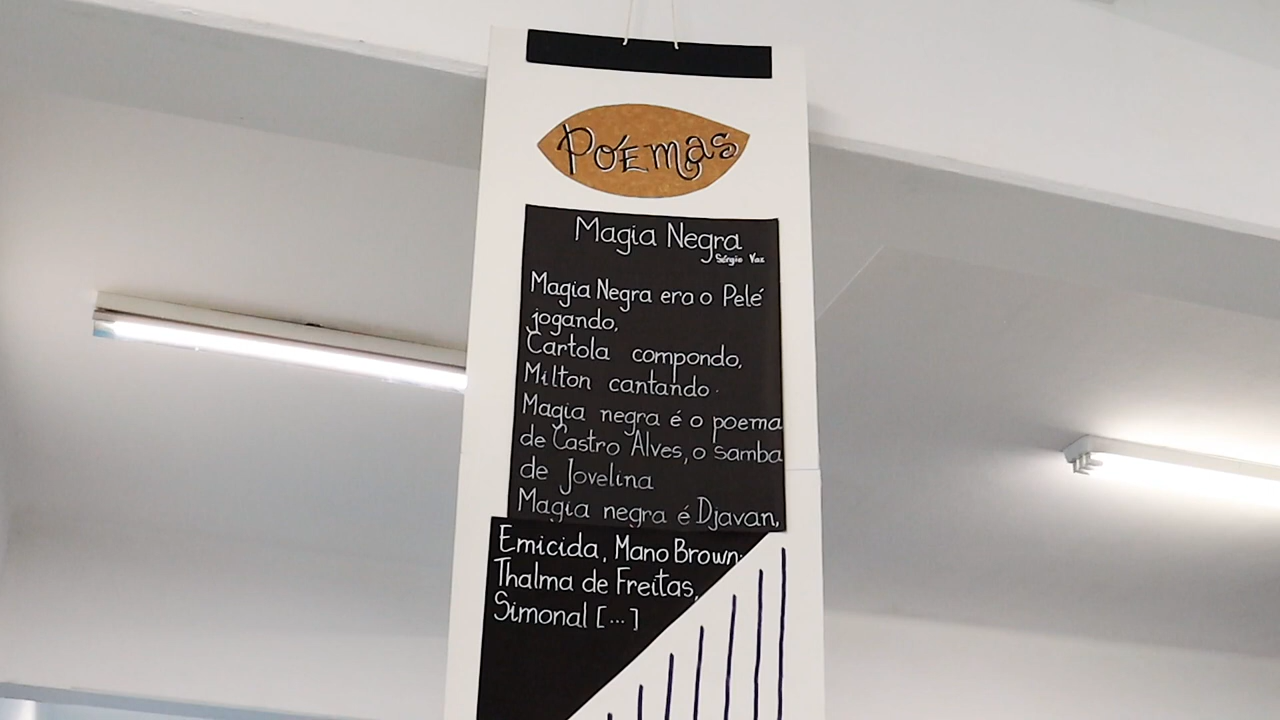 Poemas
Magia Negra
Sérgio Vaz
Magia Negra era o Pelé
jogando,
Cartola compondo,
Milton cantando.
Magia negra é o poema
de Castro Alves, o samba
de Jovelina
Magia negra é Djavan,
Emicida, Mano Brown,
Thalma de Freitas,
Simonal [...]